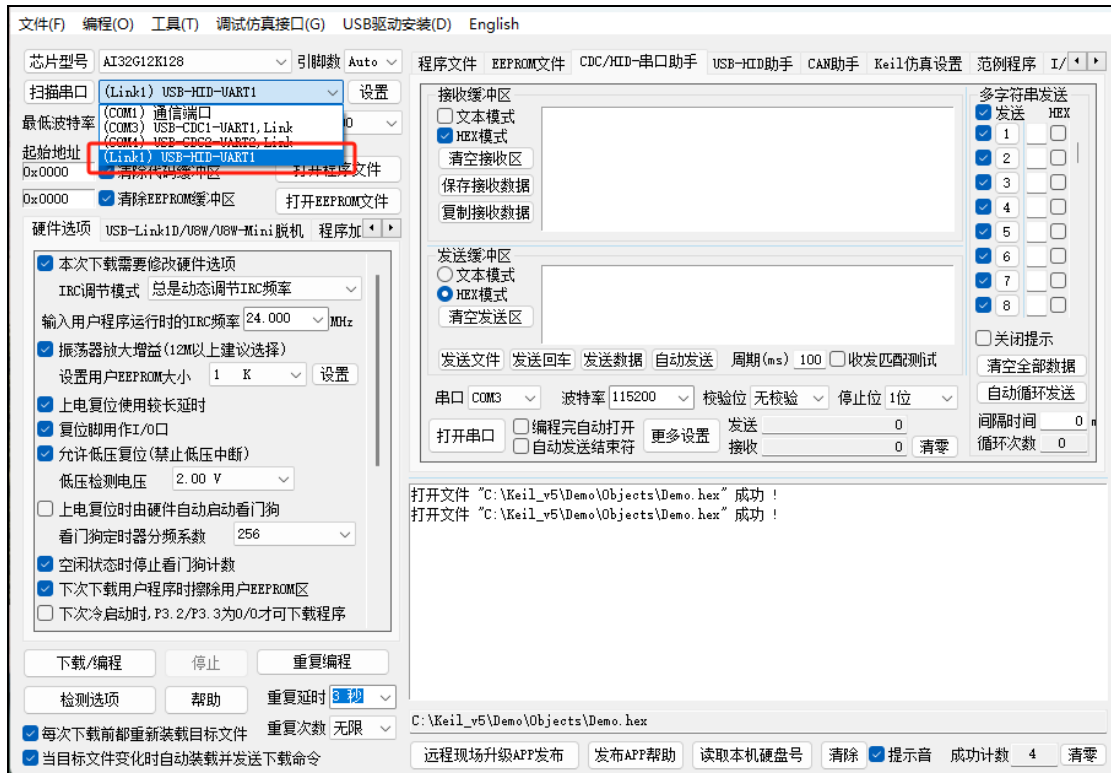 文件(F) 编程(O) 工具(T) 调试仿真接口(G) USB驱动安装(D) English
芯片型号 AI32G12K128 引脚数 Auto
扫描串口 (Link1) USB-HID-UART1 设置
(COM1) 通信端口
(COM3) USB-CDC1-UART1,Link
(COM4) USB-CDC2-UART2,Link
(Link1) USB-HID-UART1
最低波特率
起始地址
0x0000 清除代码缓冲区 打开程序文件
0x0000 清除EEPROM缓冲区 打开EEPROM文件
硬件选项 USB-Link1D/U8W/U8W-Mini脱机 程序加
本次下载需要修改硬件选项
IRC调节模式 总是动态调节IRC频率
输入用户程序运行时的IRC频率 24.000 MHz
振荡器放大增益(12M以上建议选择)
设置用户EEPROM大小 1 K 设置
上电复位使用较长延时
复位脚用作I/O口
允许低压复位(禁止低压中断)
低压检测电压 2.00 V
上电复位时由硬件自动启动看门狗
看门狗定时器分频系数 256
空闲状态时停止看门狗计数
下次下载用户程序时擦除用户EEPROM区
下次冷启动时,P3.2/P3.3为0/0才可下载程序
下载/编程 停止 重复编程
检测选项 帮助 重复延时 3 秒
每次下载前都重新装载目标文件 重复次数 无限
当目标文件变化时自动装载并发送下载命令
程序文件 EEPROM文件 CDC/HID-串口助手 USB-HID助手 CAN助手 Keil仿真设置 范例程序 I/
接收缓冲区
文本模式
HEX模式
清空接收区
保存接收数据
复制接收数据
发送缓冲区
文本模式
HEX模式
清空发送区
发送文件 发送回车 发送数据 自动发送 周期(ms) 100 收发匹配测试
串口 COM3 波特率 115200 校验位 无校验 停止位 1位
打开串口 编程完自动打开 更多设置 发送 0
自动发送结束符 接收 0 清零
多字符串发送
发送 HEX
1
2
3
4
5
6
7
8
关闭提示
清空全部数据
自动循环发送
间隔时间 0
循环次数 0
打开文件 "C:\Keil_v5\Demo\Objects\Demo.hex" 成功 !
打开文件 "C:\Keil_v5\Demo\Objects\Demo.hex" 成功 !
C:\Keil_v5\Demo\Objects\Demo.hex
远程现场升级APP发布 发布APP帮助 读取本机硬盘号 清除 提示音 成功计数 4 清零